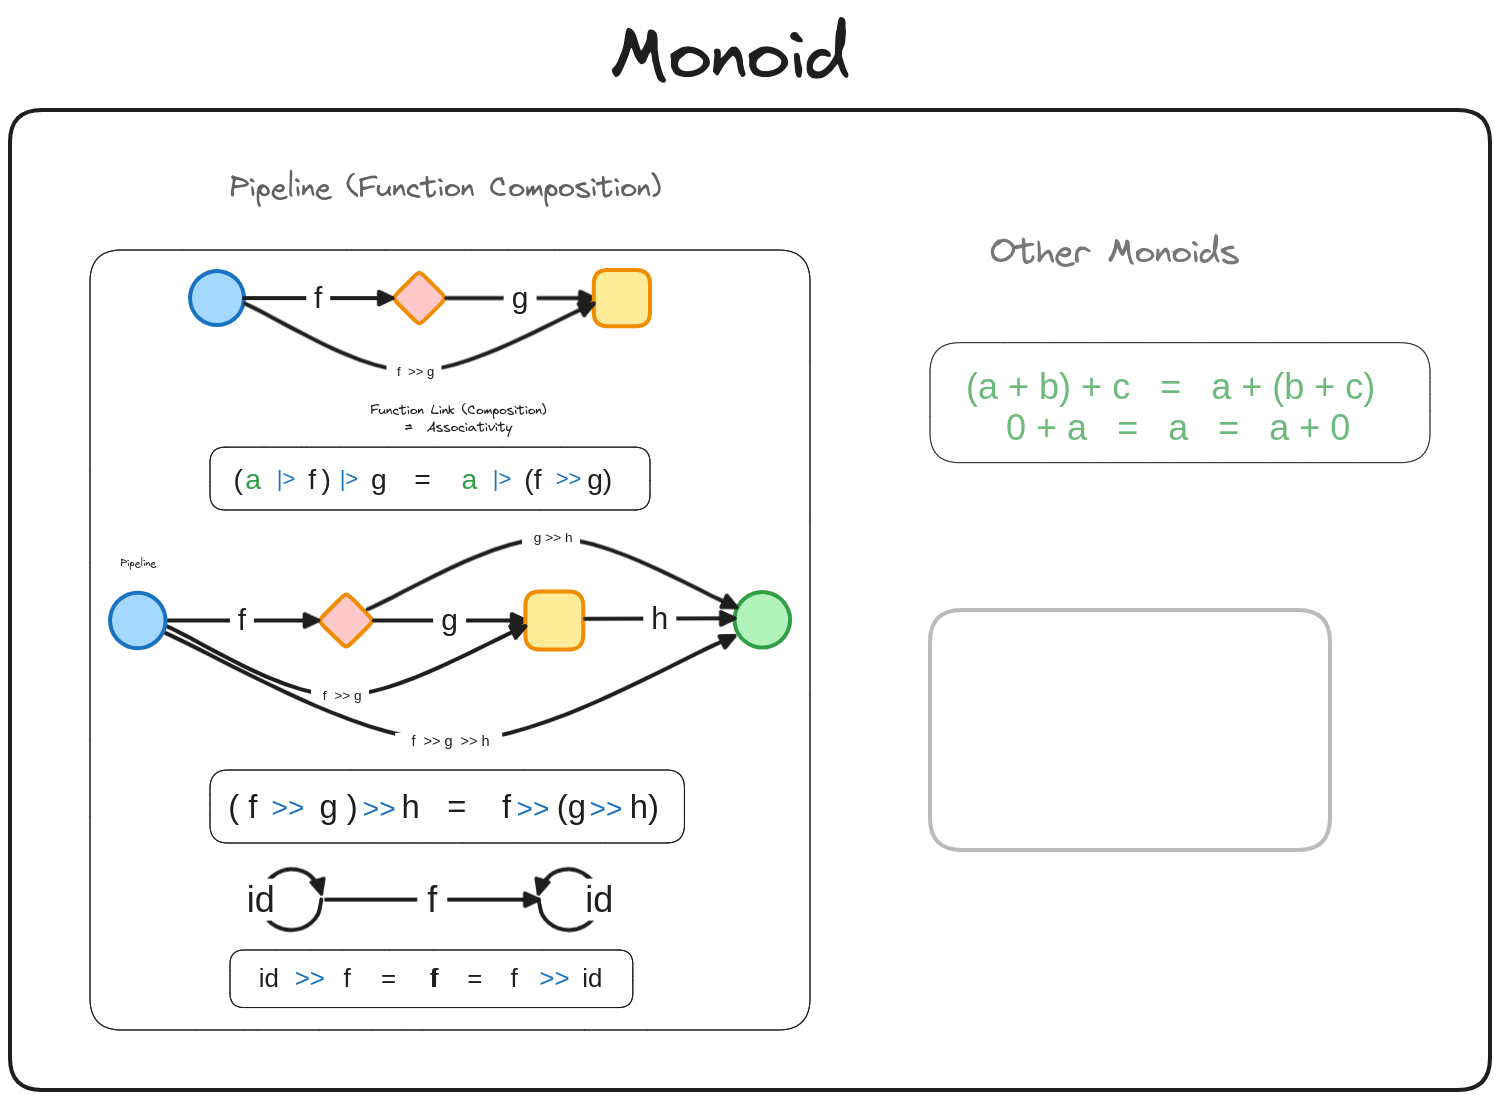 Monoid
Pipeline (Function Composition)
f g
f >> g
Function Link (Composition)
= Associativity
(a |> f) |> g = a |> (f >> g)
g >> h
Pipeline
f g h
f >> g
f >> g >> h
( f >> g ) >> h = f >> (g >> h)
id f id
id >> f = f = f >> id
Other Monoids
(a + b) + c = a + (b + c)
0 + a = a = a + 0